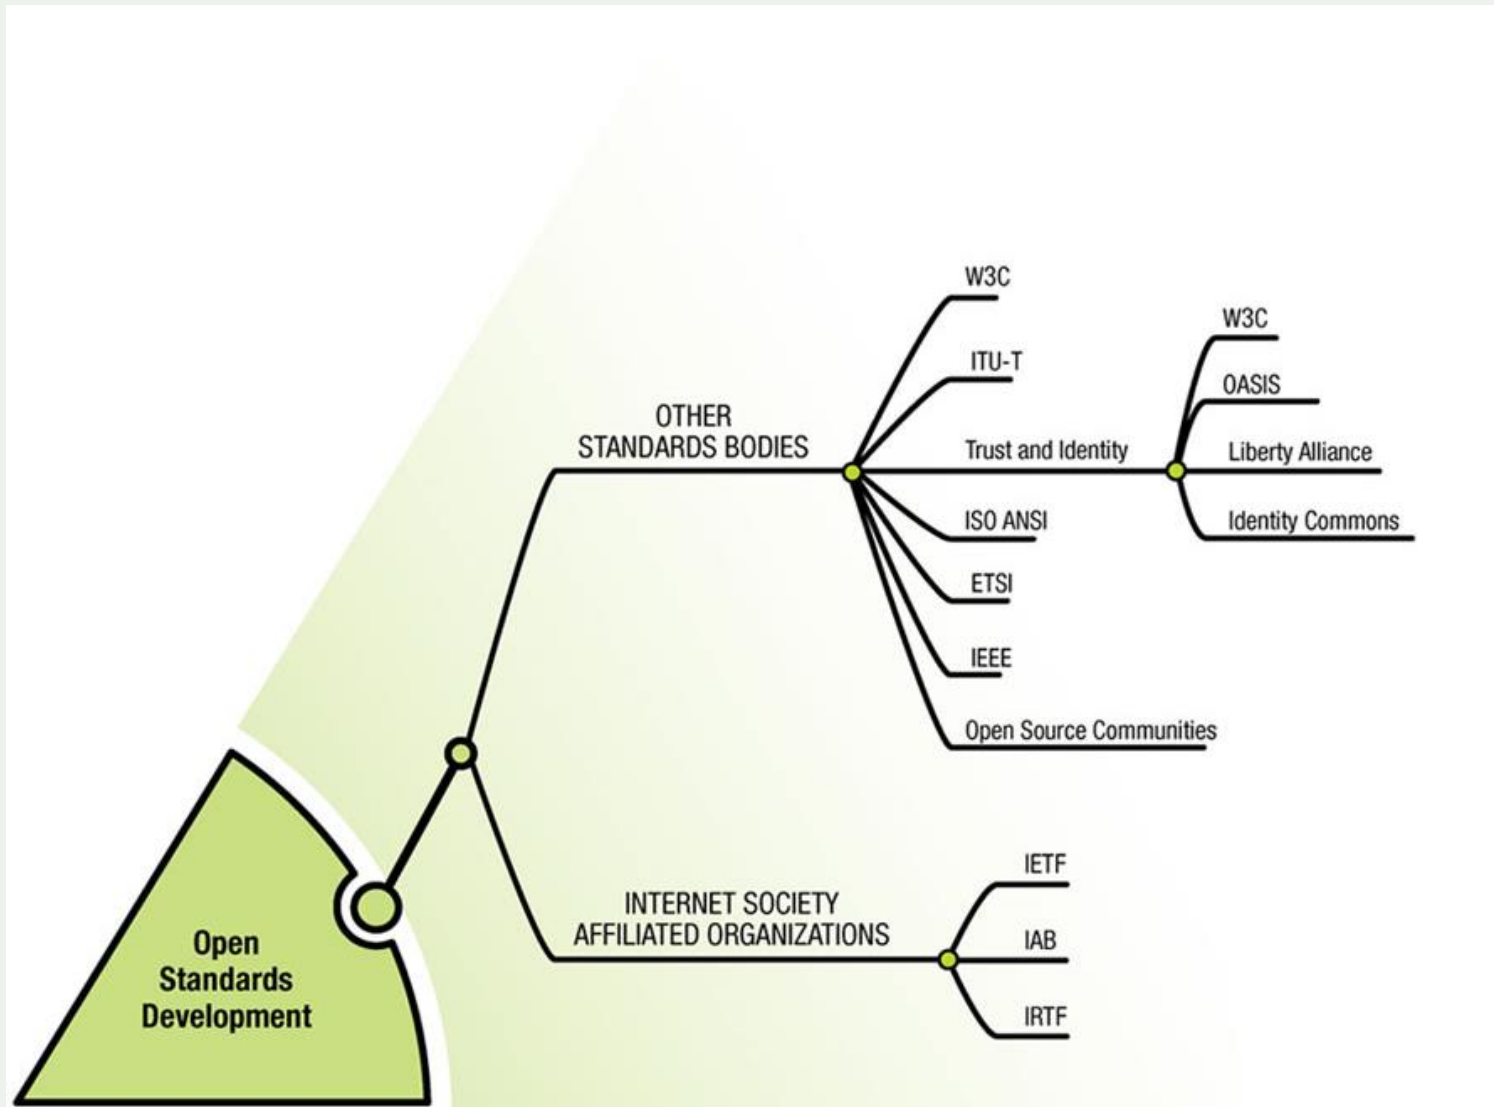 W3C
ITU-T
OTHER
STANDARDS BODIES
Trust and Identity
ISO ANSI
ETSI
IEEE
Open Source Communities
W3C
OASIS
Liberty Alliance
Identity Commons
INTERNET SOCIETY
AFFILIATED ORGANIZATIONS
IETF
IAB
IRTF
Open
Standards
Development